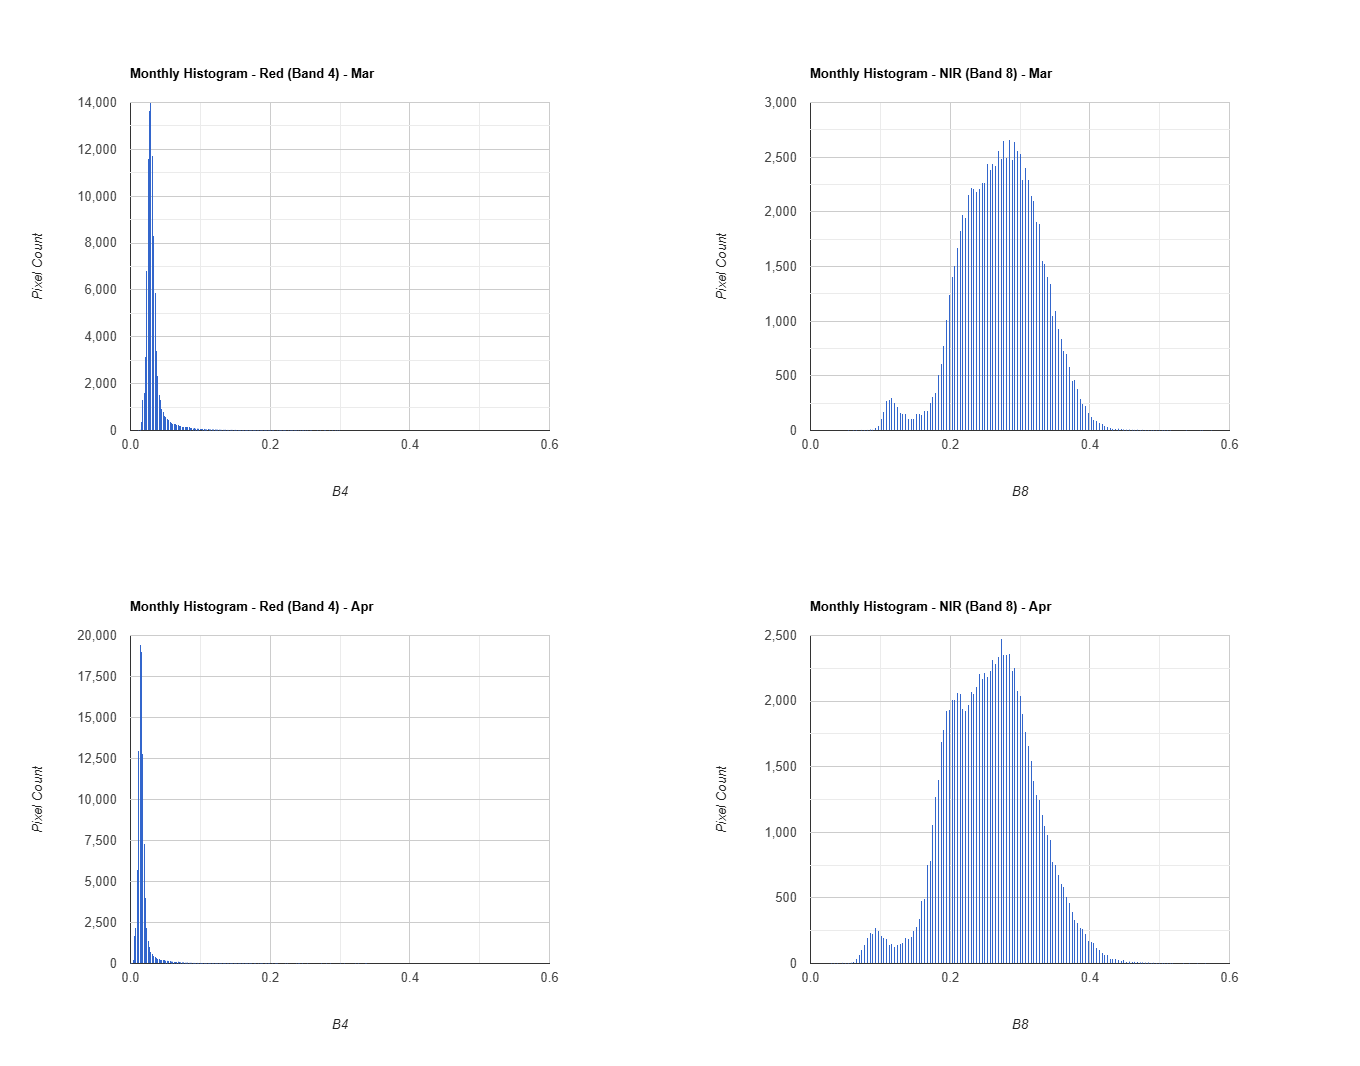 Monthly Histogram - Red (Band 4) - Mar
14,000
12,000
10,000
8,000
6,000
4,000
2,000
0
Pixel Count
0.0 0.2 0.4 0.6
B4
Monthly Histogram - NIR (Band 8) - Mar
3,000
2,500
2,000
1,500
1,000
500
0
Pixel Count
0.0 0.2 0.4 0.6
B8
Monthly Histogram - Red (Band 4) - Apr
20,000
17,500
15,000
12,500
10,000
7,500
5,000
2,500
0
Pixel Count
0.0 0.2 0.4 0.6
B4
Monthly Histogram - NIR (Band 8) - Apr
2,500
2,000
1,500
1,000
500
0
Pixel Count
0.0 0.2 0.4 0.6
B8